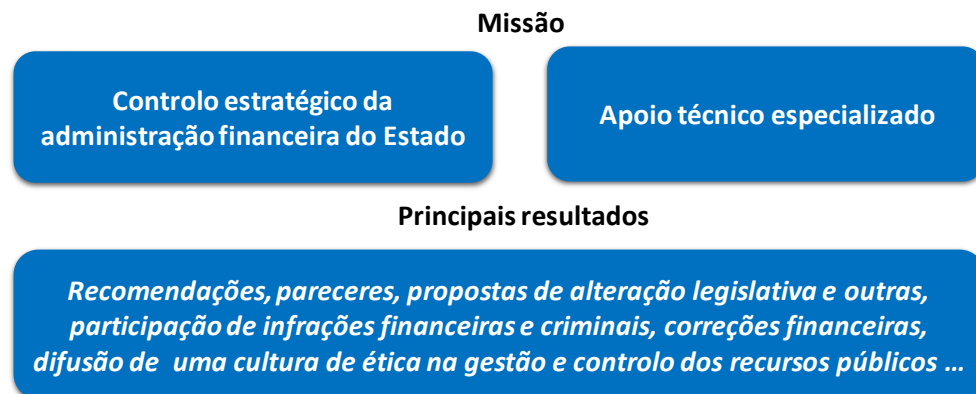 Missão
Controlo estratégico da
administração financeira do Estado
Apoio técnico especializado
Principais resultados
Recomendações, pareceres, propostas de alteração legislativa e outras,
participação de infrações financeiras e criminais, correções financeiras,
difusão de uma cultura de ética na gestão e controlo dos recursos públicos ...